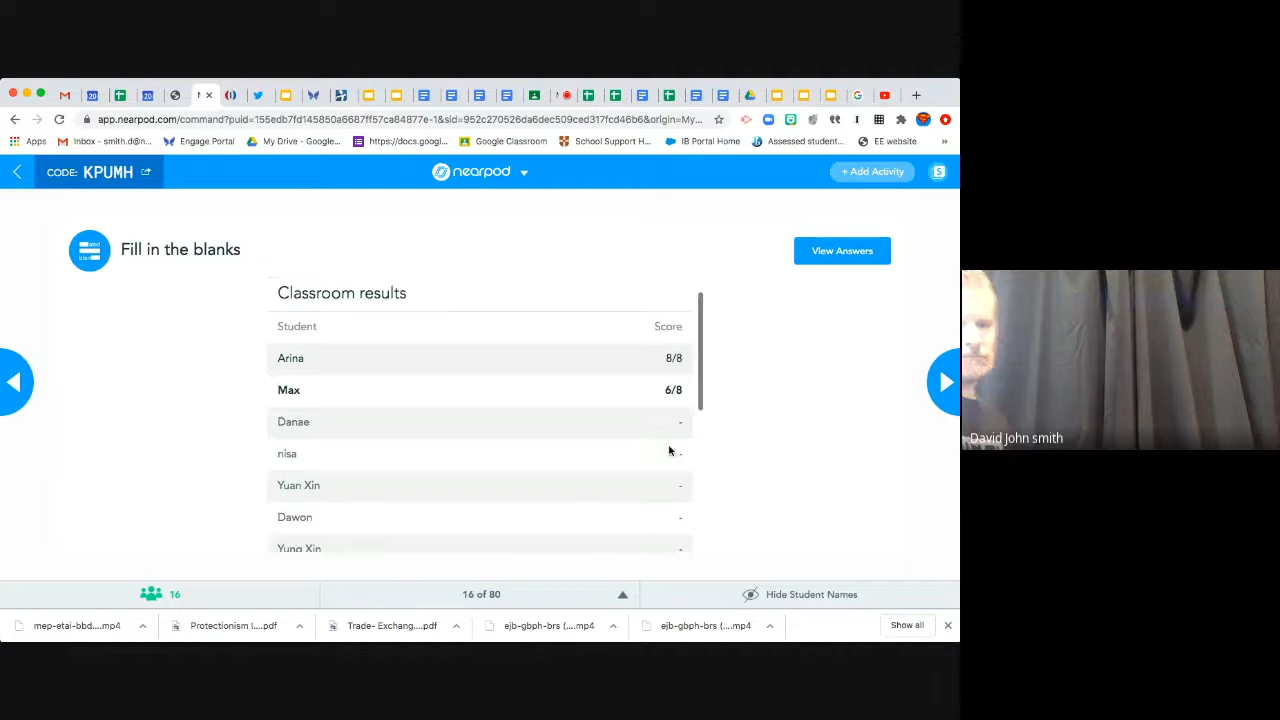 app.nearpod.com/command?puid=155edb7fd145850a6687ff57ca84877e-1&sid=952c270526da6dec509ced317fcd46b6&origin=My...
Apps Inbox - smith.d@n... Engage Portal My Drive - Google... https://docs.googl... Google Classroom School Support H... IB Portal Home Assessed student... EE website »
CODE: KPUMH nearpod + Add Activity S
Fill in the blanks View Answers
Classroom results
Student Score
Arina 8/8
Max 6/8
Danae -
nisa -
Yuan Xin -
David John smith
Dawon -
Yung Xin -
16 16 of 80 Hide Student Names
mep-etai-bbd....mp4 Protectionism I....pdf Trade- Exchang....pdf ejb-gbph-brs (....mp4 ejb-gbph-brs (....mp4 Show all